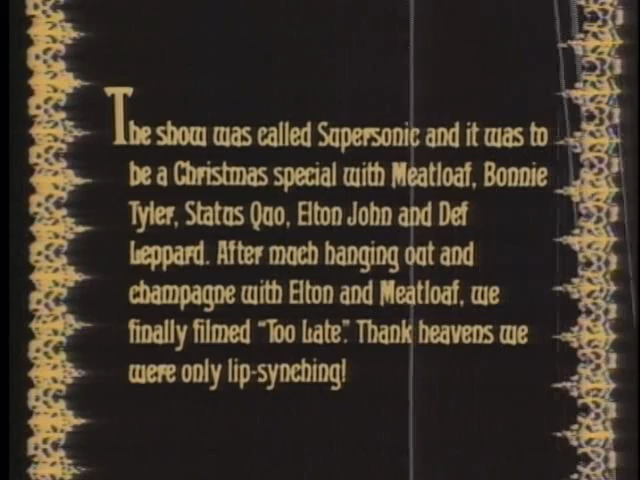 The show was called Supersonic and it was to
be a Christmas special with Meatloaf, Bonnie
Tyler, Status Quo, Elton John and Def
Leppard. After much hanging out and
champagne with Elton and Meatloaf, we
finally filmed "Too Late". Thank heavens we
were only lip-synching!